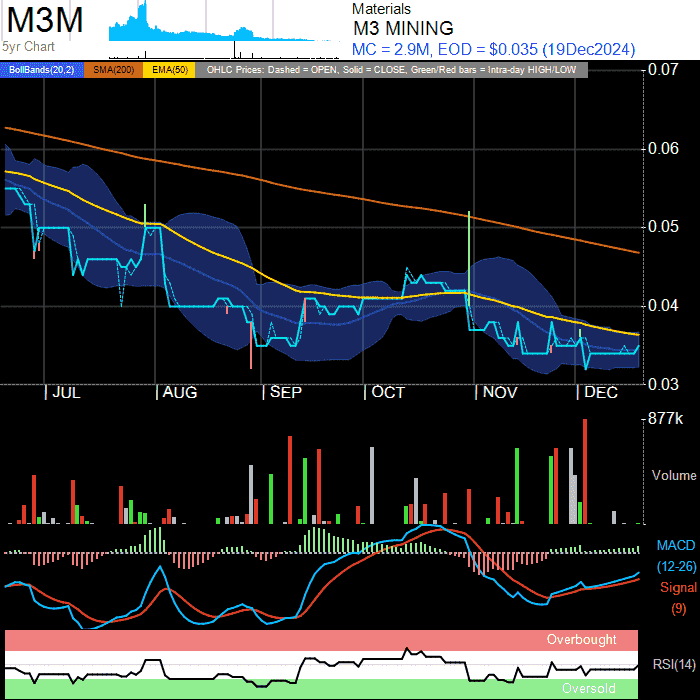 M3M
5yr Chart
Materials
M3 MINING
MC = 2.9M, EOD = $0.035 (19Dec2024)
BollBands(20,2) SMA(200) EMA(50) OHLC Prices: Dashed = OPEN, Solid = CLOSE, Green/Red bars = Intra-day HIGH/LOW
0.07
0.06
0.05
0.04
0.03
JUL AUG SEP OCT NOV DEC
877k
Volume
MACD
(12-26)
Signal
(9)
Overbought
RSI(14)
Oversold